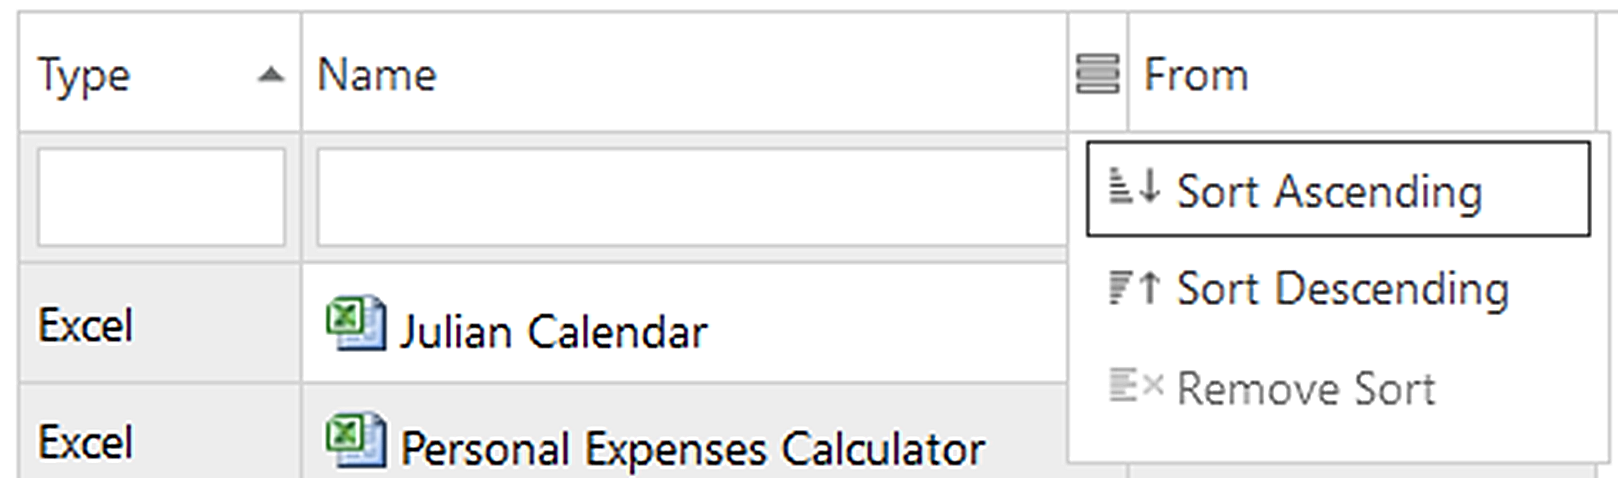 Type Name From
Sort Ascending
Sort Descending
Excel Julian Calendar
Remove Sort
Excel Personal Expenses Calculator